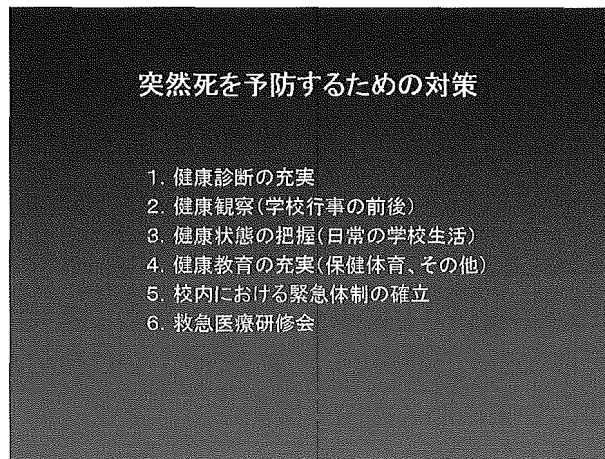 突然死を予防するための対策
1. 健康診断の充実
2. 健康観察(学校行事の前後)
3. 健康状態の把握(日常の学校生活)
4. 健康教育の充実(保健体育、その他)
5. 校内における緊急体制の確立
6. 救急医療研修会